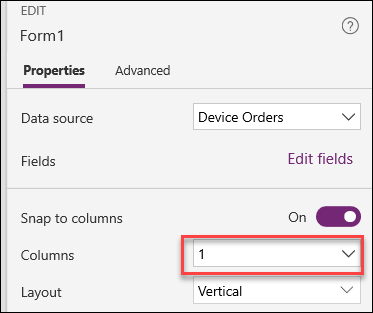 EDIT
Form1
?
Properties Advanced
Data source Device Orders
Fields Edit fields
Snap to columns On
Columns 1
Layout Vertical